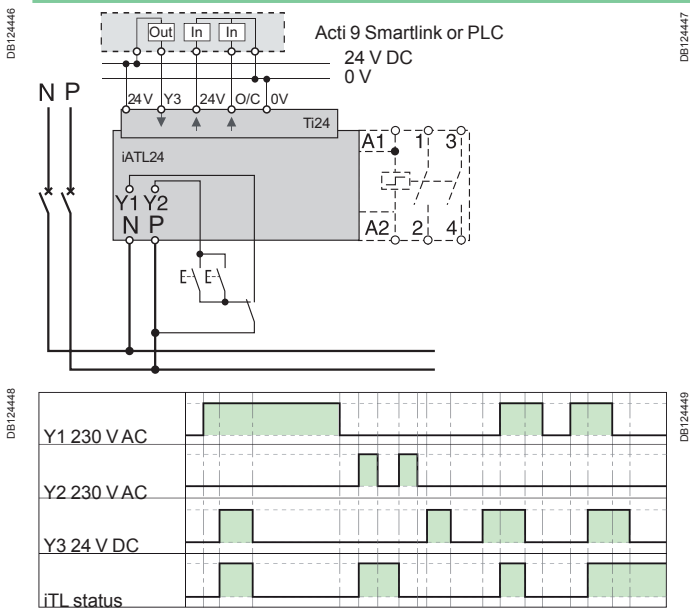 DB124446
DB124447
Out In In
Acti 9 Smartlink or PLC
24 V DC
0 V
N P
24V Y3 24V O/C 0V
Ti24
iATL24
A1 1 3
Y1 Y2
N P
A2 2 4
E E
DB124448
DB124449
Y1 230 V AC
Y2 230 V AC
Y3 24 V DC
iTL status